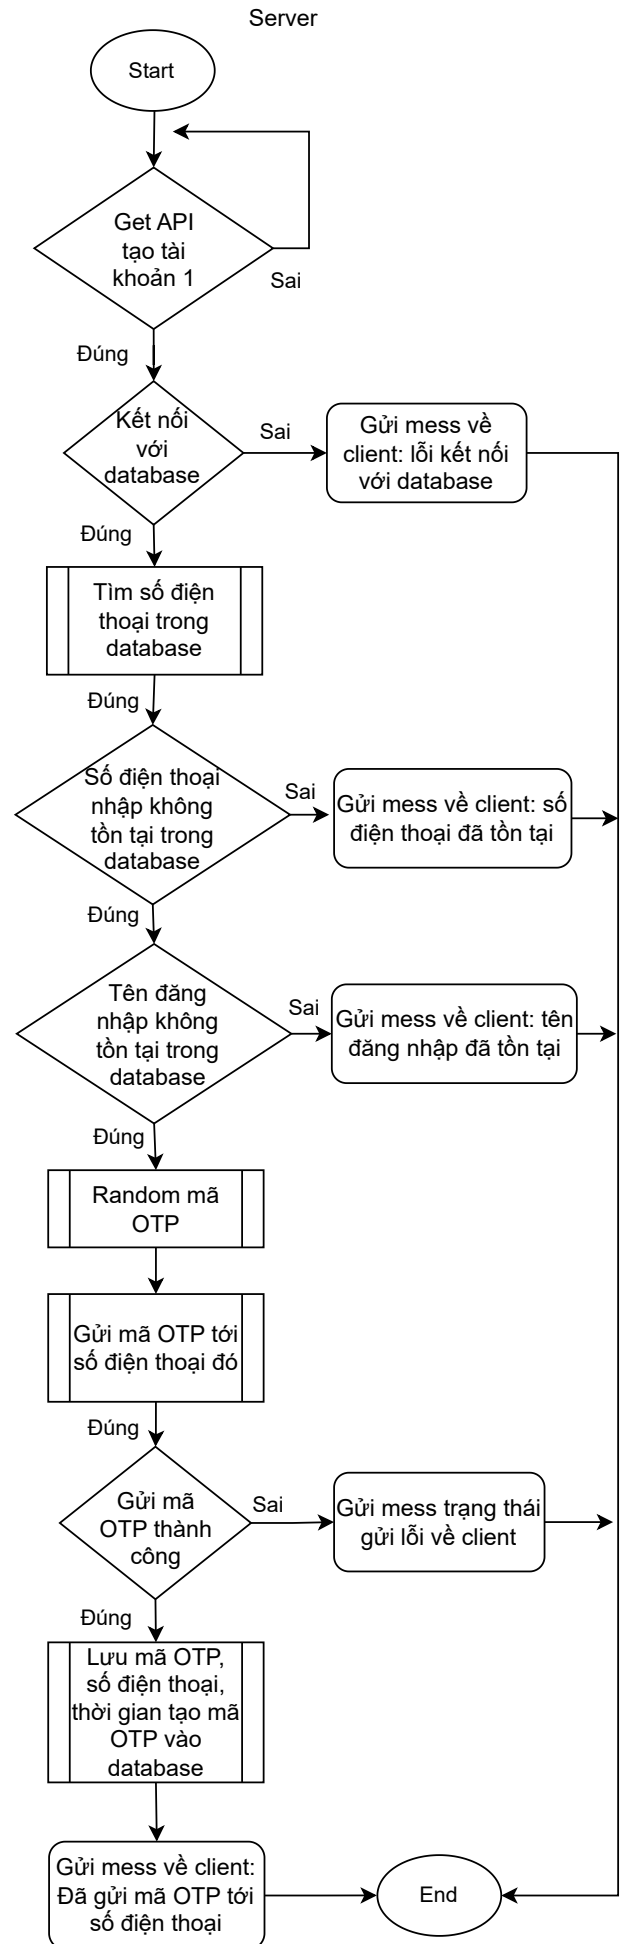 Server
Start
Get API
tạo tài
khoản 1
Sai
Đúng
Kết nối
với
database
Sai
Gửi mess về
client: lỗi kết nối
với database
Đúng
Tìm số điện
thoại trong
database
Đúng
Số điện thoại
nhập không
tồn tại trong
database
Sai
Gửi mess về client: số
điện thoại đã tồn tại
Đúng
Tên đăng
nhập không
tồn tại trong
database
Sai
Gửi mess về client: tên
đăng nhập đã tồn tại
Đúng
Random mã
OTP
Gửi mã OTP tới
số điện thoại đó
Đúng
Gửi mã
OTP thành
công
Sai
Gửi mess trạng thái
gửi lỗi về client
Đúng
Lưu mã OTP,
số điện thoại,
thời gian tạo mã
OTP vào
database
Gửi mess về client:
Đã gửi mã OTP tới
số điện thoại
End